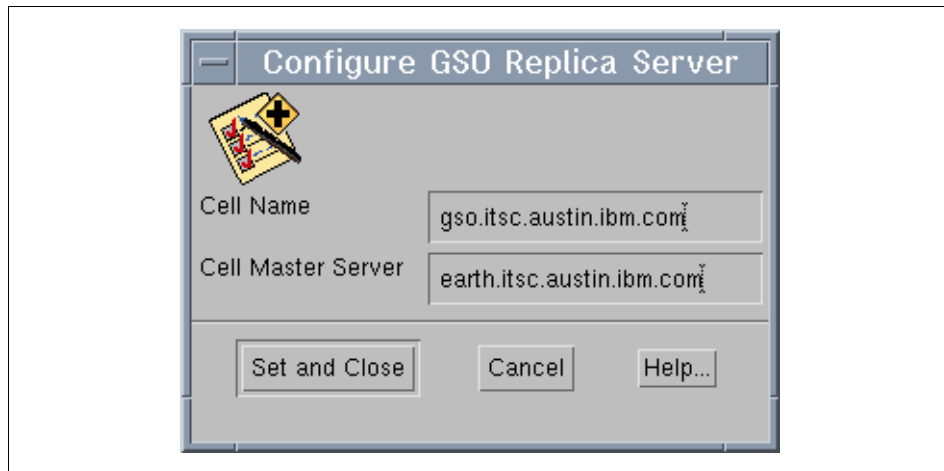 Configure GSO Replica Server
Cell Name
gso.itsc.austin.ibm.com
Cell Master Server
earth.itsc.austin.ibm.com
Set and Close
Cancel
Help...